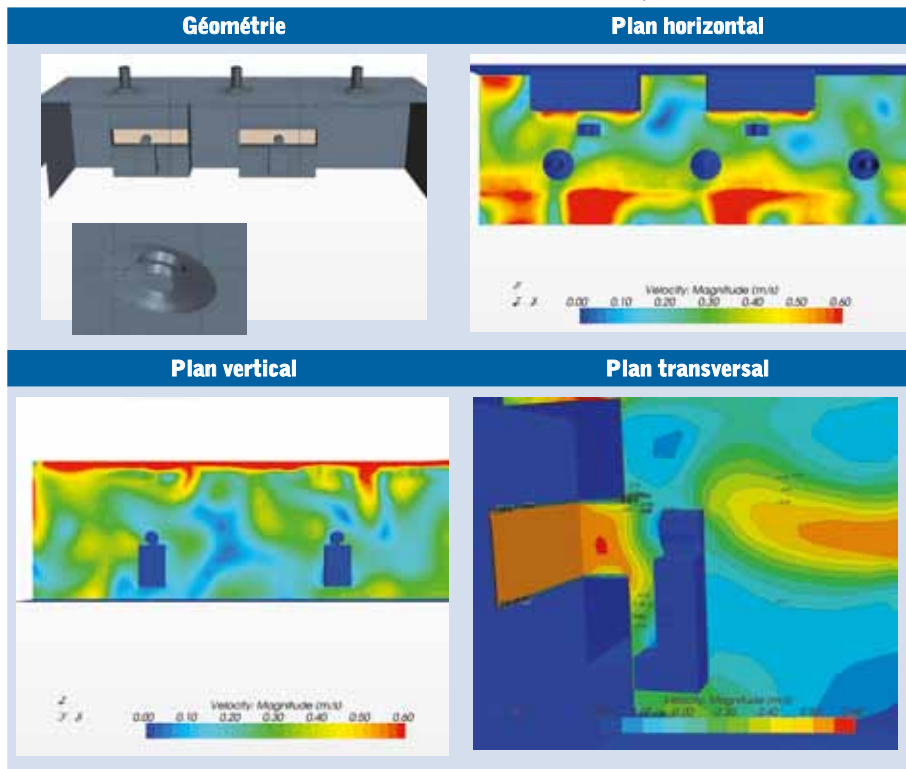 Géométrie
Plan horizontal
Velocity: Magnitude (m/s)
0.00 0.10 0.20 0.30 0.40 0.50 0.60
Plan vertical
Plan transversal
Velocity: Magnitude (m/s)
0.00 0.10 0.20 0.30 0.40 0.50 0.60
Velocity: Magnitude (m/s)